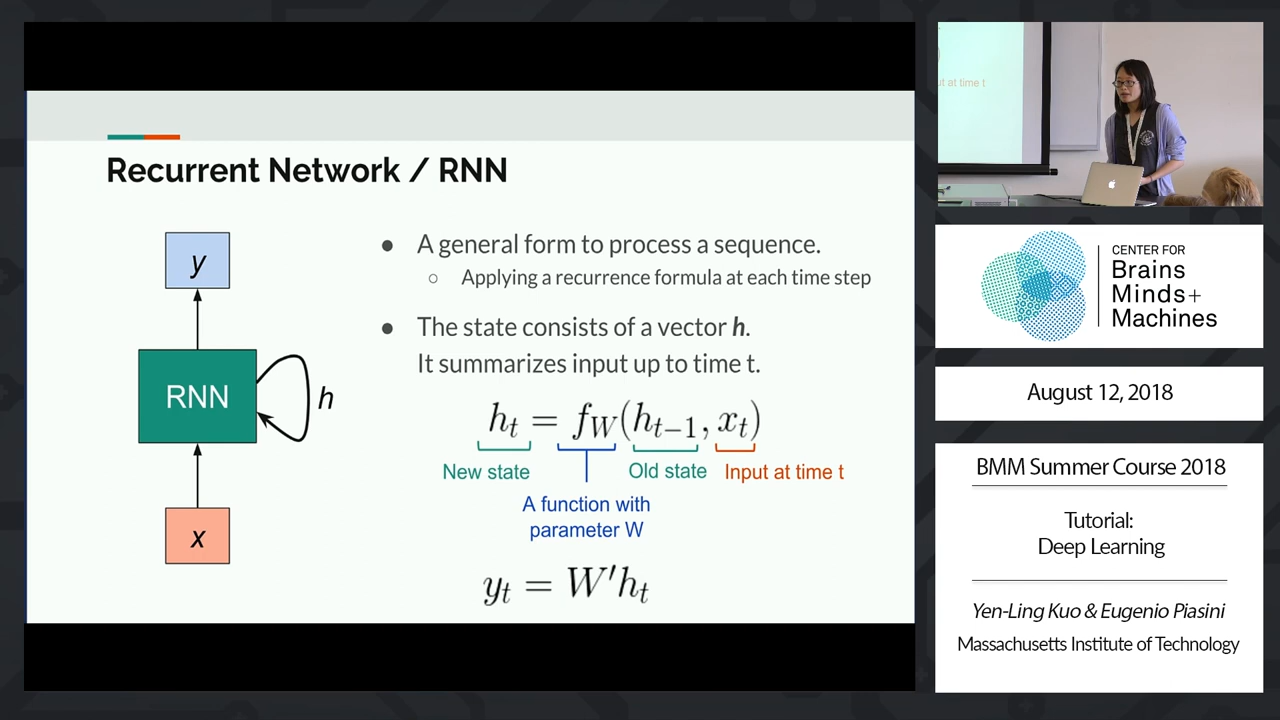 Recurrent Network / RNN
y
RNN
h
x
● A general form to process a sequence.
○ Applying a recurrence formula at each time step
● The state consists of a vector h.
It summarizes input up to time t.
h_t = f_W(h_{t-1}, x_t)
New state
Old state
Input at time t
A function with
parameter W
y_t = W'h_t
ut at time t
CENTER FOR
Brains
Minds+
Machines
August 12, 2018
BMM Summer Course 2018
Tutorial:
Deep Learning
Yen-Ling Kuo & Eugenio Piasini
Massachusetts Institute of Technology